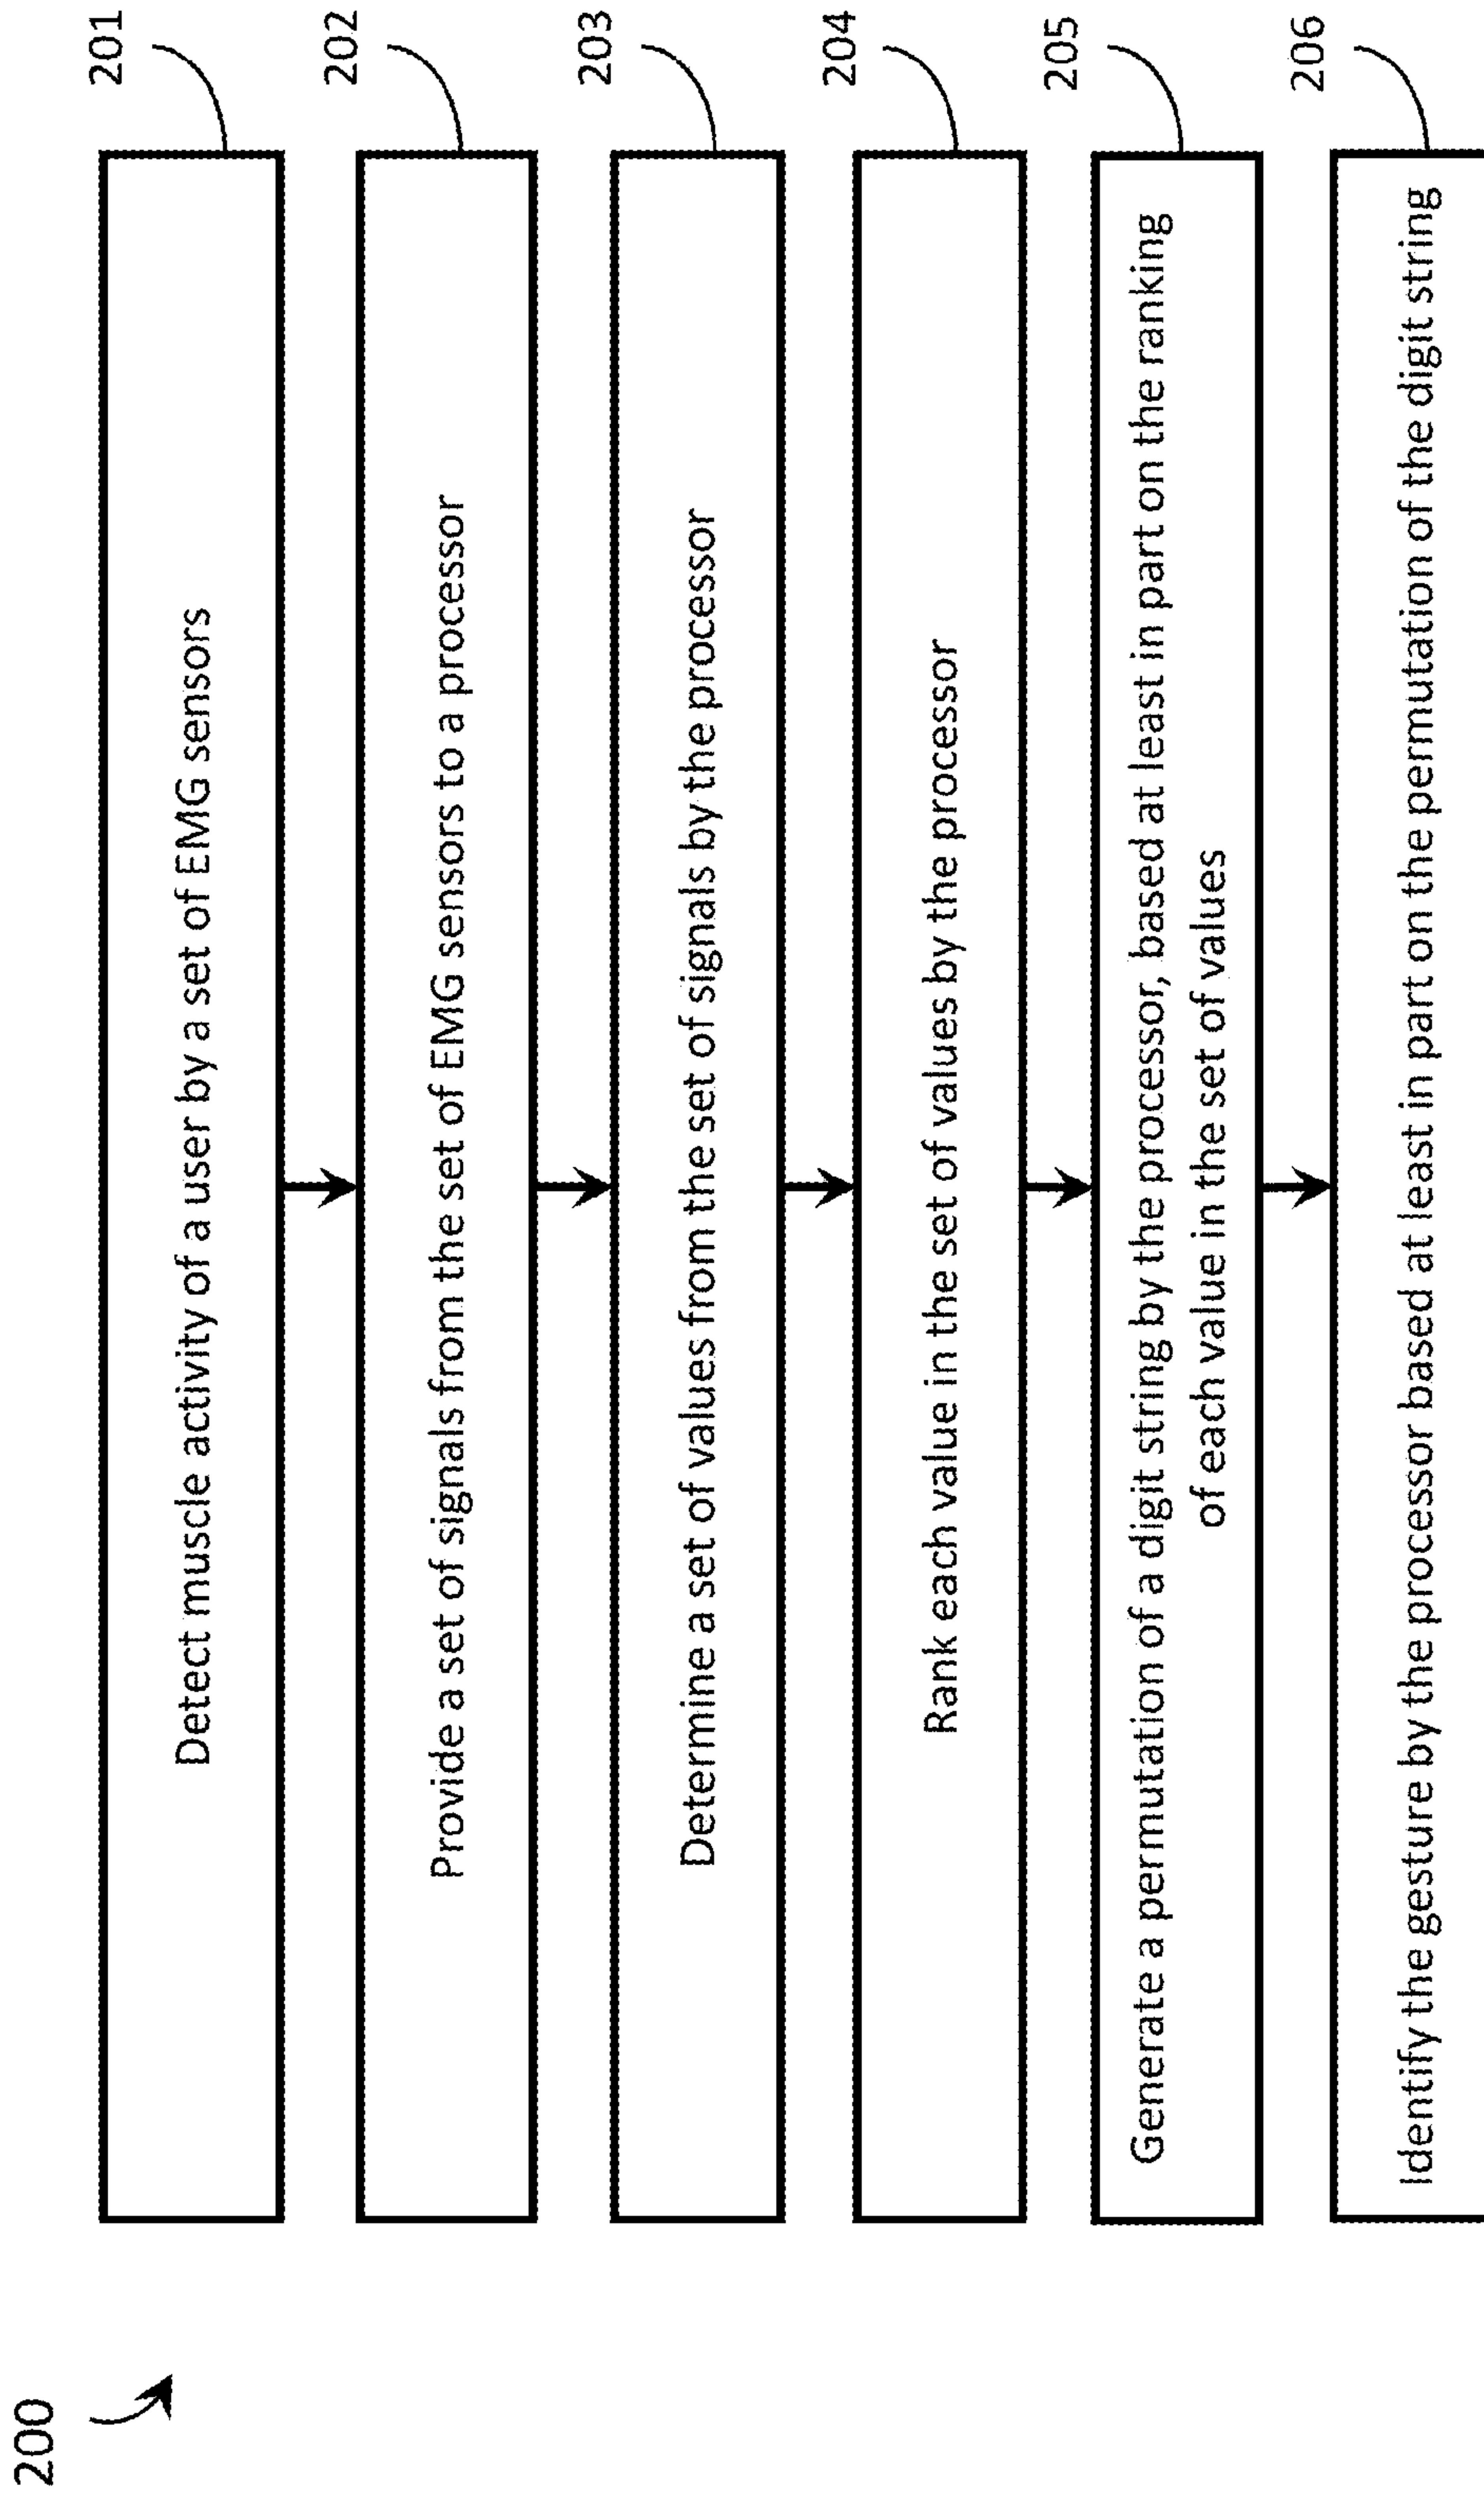 200
201
Detect muscle activity of a user by a set of EMG sensors
202
Provide a set of signals from the set of EMG sensors to a processor
203
Determine a set of values from the set of signals by the processor
204
Rank each value in the set of values by the processor
205
Generate a permutation of a digit string by the processor, based at least in part on the ranking
of each value in the set of values
206
Identify the gesture by the processor based at least in part on the permutation of the digit string